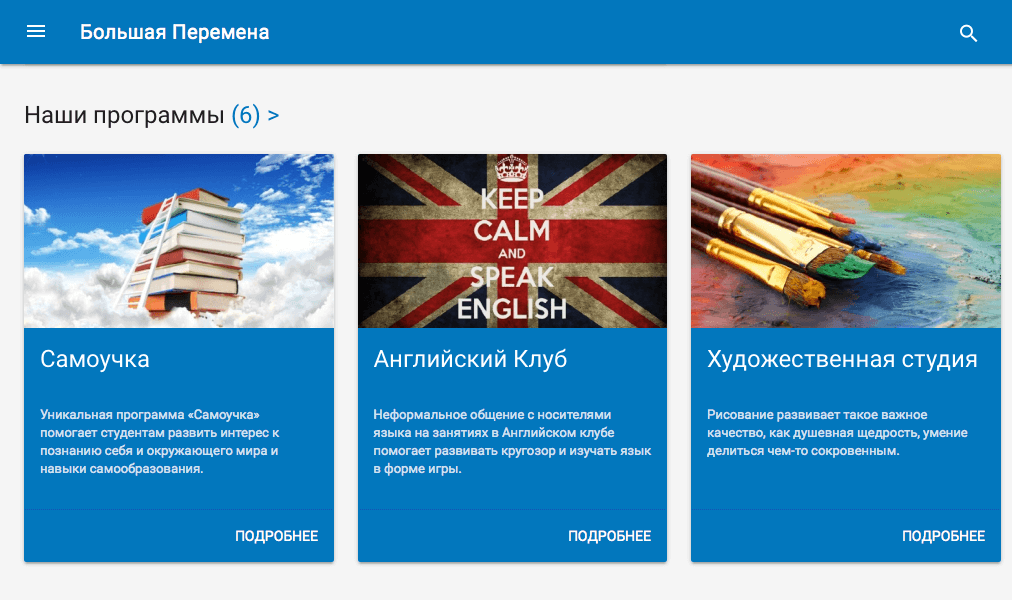 Большая Перемена
Наши программы (6) >
KEEP
CALM
AND
SPEAK
ENGLISH
Самоучка
Уникальная программа «Самоучка»
помогает студентам развить интерес к
познанию себя и окружающего мира и
навыки самообразования.
ПОДРОБНЕЕ
Английский Клуб
Неформальное общение с носителями
языка на занятиях в Английском клубе
помогает развивать кругозор и изучать язык
в форме игры.
ПОДРОБНЕЕ
Художественная студия
Рисование развивает такое важное
качество, как душевная щедрость, умение
делиться чем-то сокровенным.
ПОДРОБНЕЕ